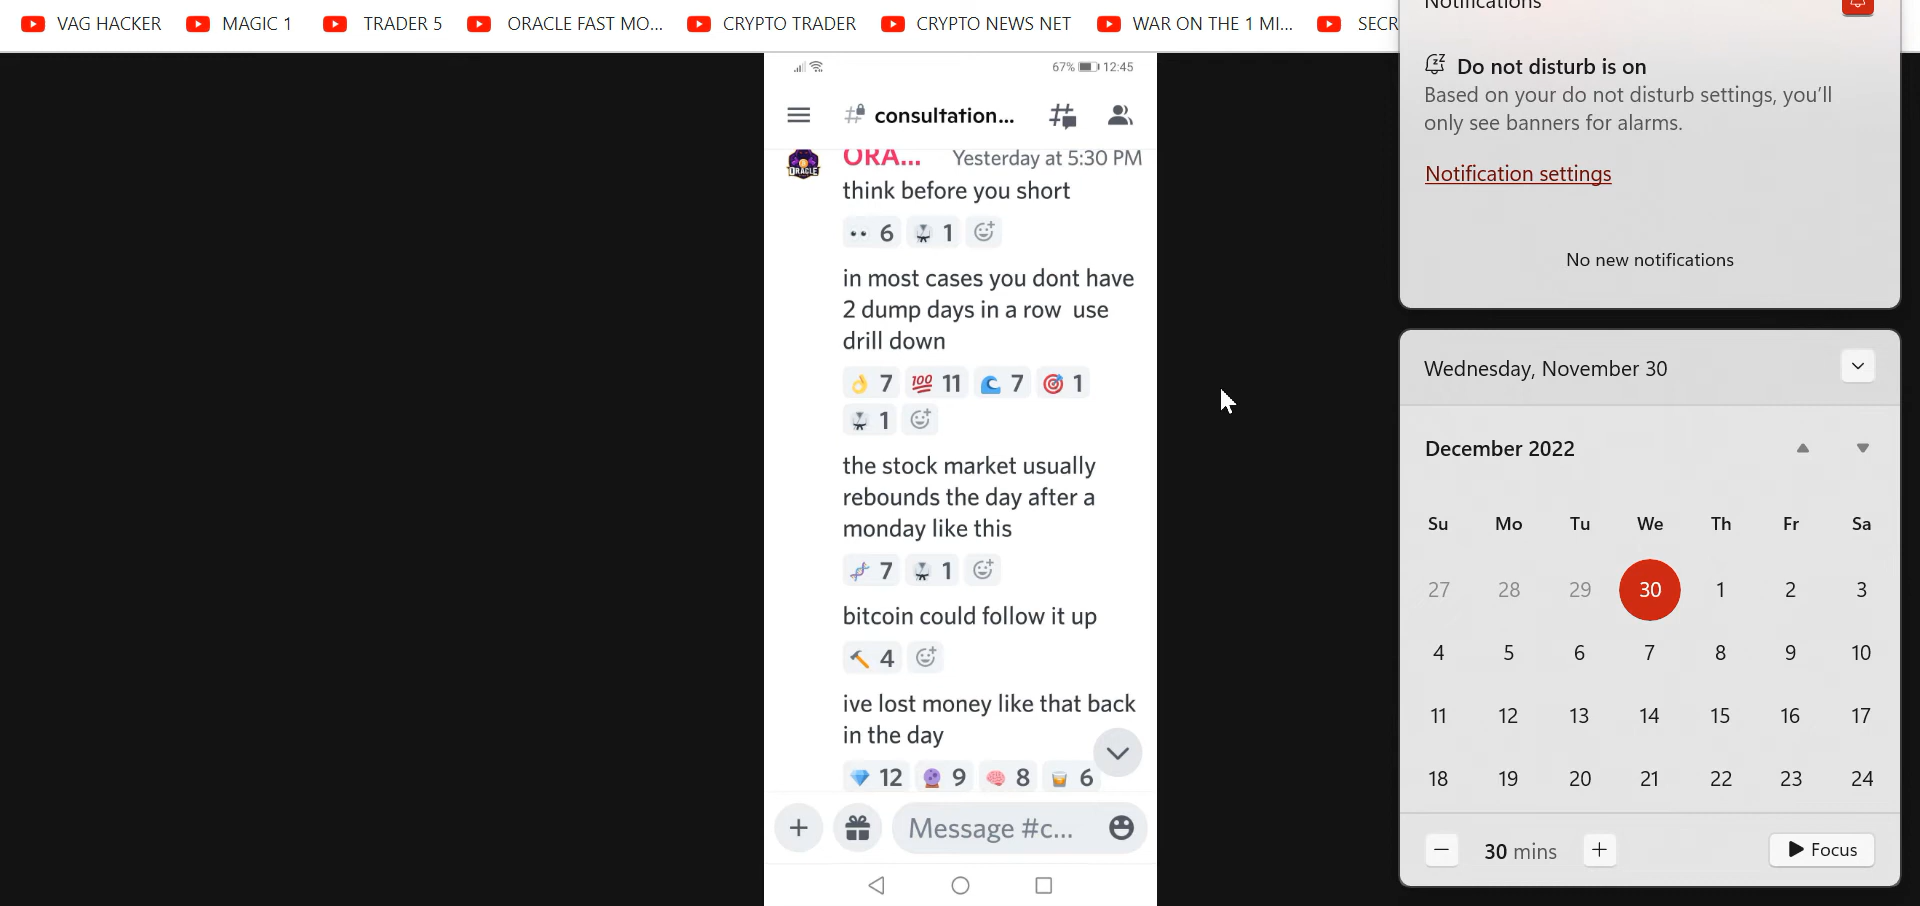 VAG HACKER MAGIC 1 TRADER 5 ORACLE FAST MO... CRYPTO TRADER CRYPTO NEWS NET WAR ON THE 1 MI... SECR
67% 12:45
# consultation...
ORA... Yesterday at 5:30 PM
ORACLE
think before you short
6 1
in most cases you dont have
2 dump days in a row use
drill down
7 100 11 7 1
1
the stock market usually
rebounds the day after a
monday like this
7 1
bitcoin could follow it up
4
ive lost money like that back
in the day
12 9 8 6
Message #c...
Notifications
Do not disturb is on
Based on your do not disturb settings, you'll
only see banners for alarms.
Notification settings
No new notifications
Wednesday, November 30
December 2022
Su Mo Tu We Th Fr Sa
27 28 29 30 1 2 3
4 5 6 7 8 9 10
11 12 13 14 15 16 17
18 19 20 21 22 23 24
30 mins Focus